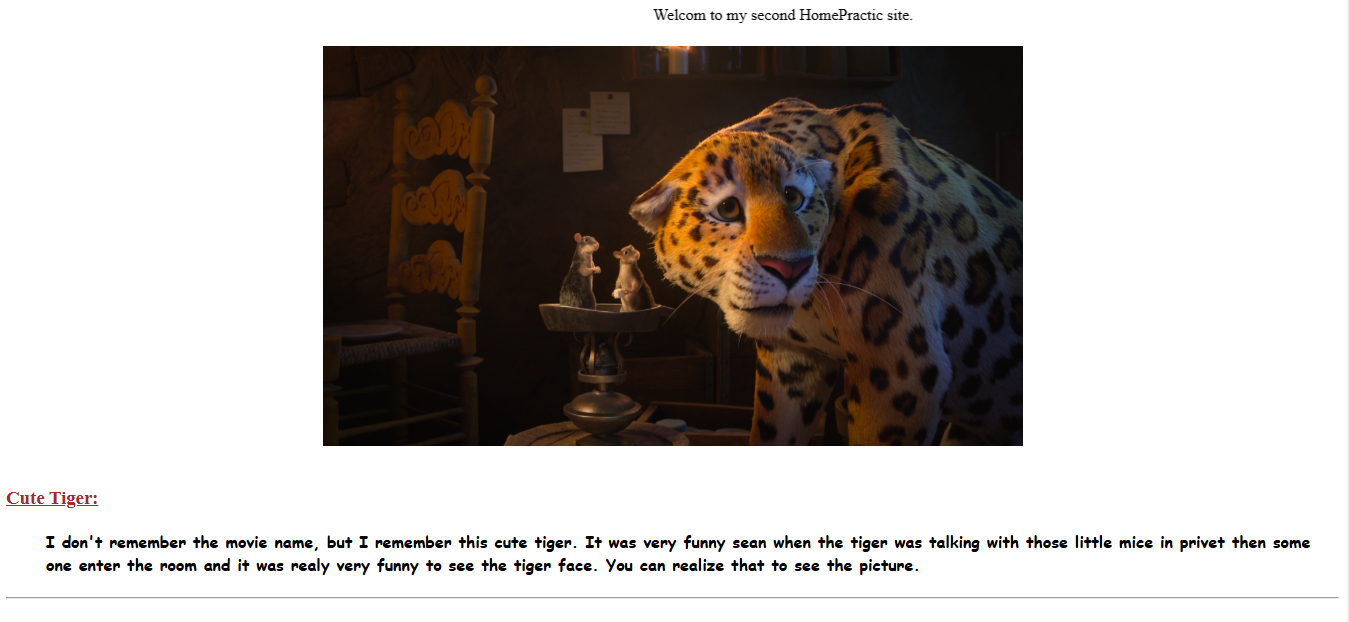 Welcom to my second HomePractic site.
Cute Tiger:
I don't remember the movie name, but I remember this cute tiger. It was very funny sean when the tiger was talking with those little mice in privet then some
one enter the room and it was realy very funny to see the tiger face. You can realize that to see the picture.